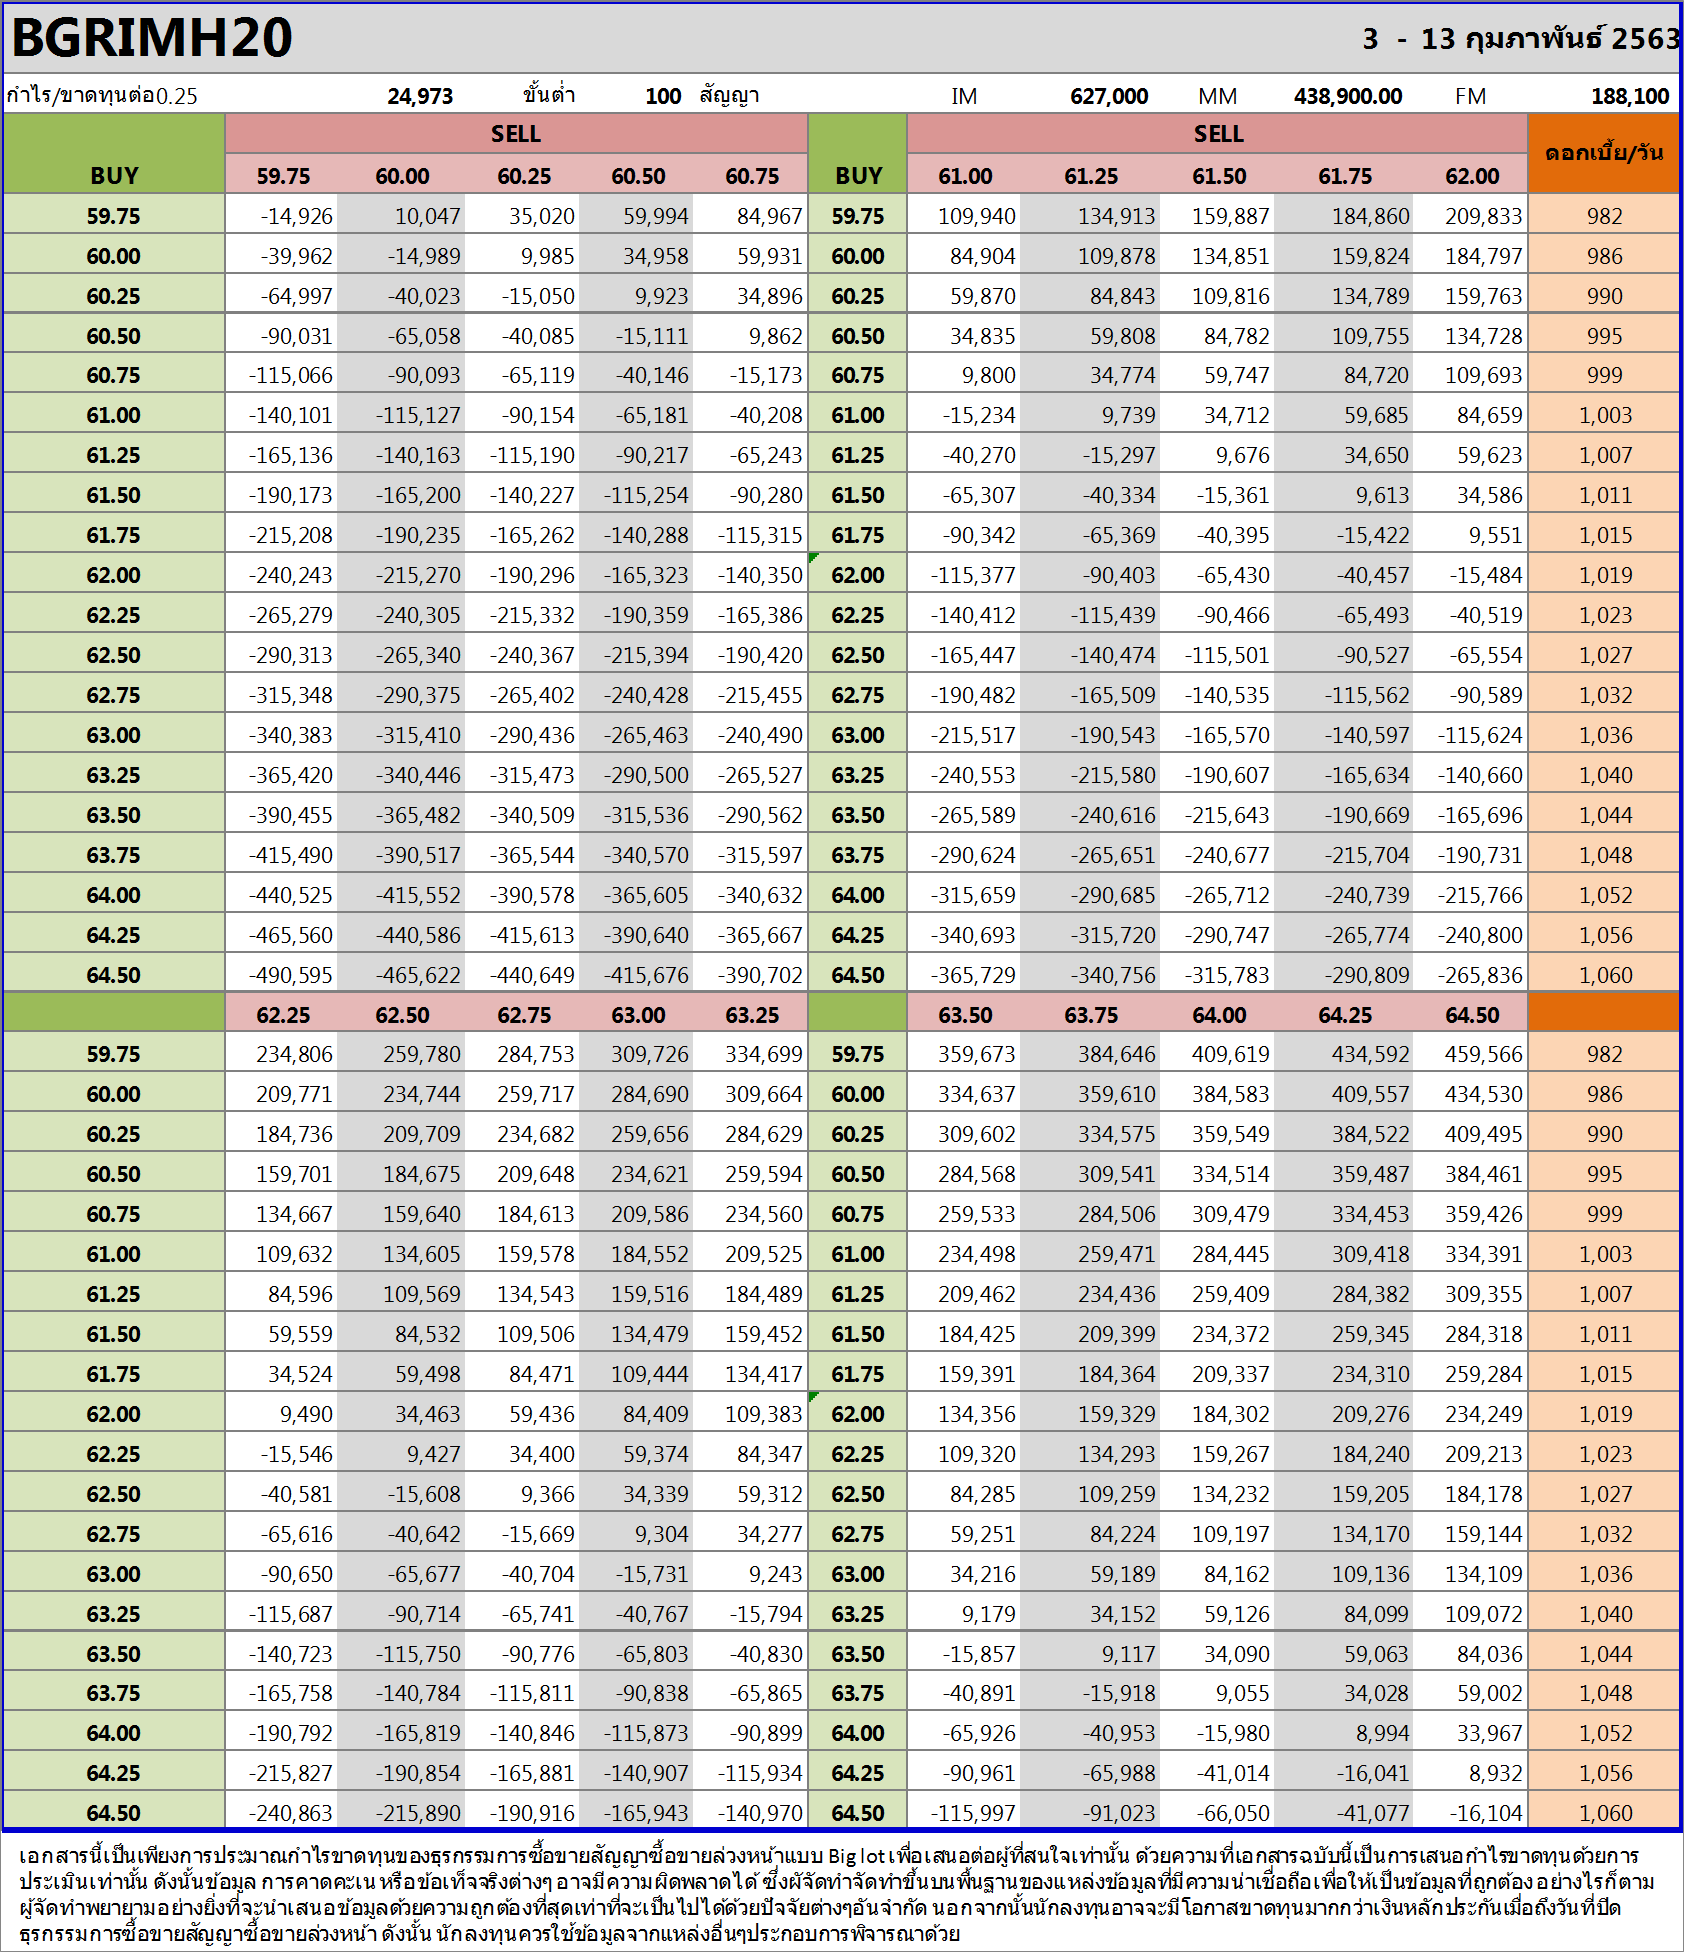 BGRIMH20 3 - 13 กุมภาพันธ์ 2563
กำไร/ขาดทุนต่อ0.25 24,973 ขั้นต่ำ 100 สัญญา IM 627,000 MM 438,900.00 FM 188,100
SELL SELL
ดอกเบี้ย/วัน
BUY 59.75 60.00 60.25 60.50 60.75 BUY 61.00 61.25 61.50 61.75 62.00
59.75 -14,926 10,047 35,020 59,994 84,967 59.75 109,940 134,913 159,887 184,860 209,833 982
60.00 -39,962 -14,989 9,985 34,958 59,931 60.00 84,904 109,878 134,851 159,824 184,797 986
60.25 -64,997 -40,023 -15,050 9,923 34,896 60.25 59,870 84,843 109,816 134,789 159,763 990
60.50 -90,031 -65,058 -40,085 -15,111 9,862 60.50 34,835 59,808 84,782 109,755 134,728 995
60.75 -115,066 -90,093 -65,119 -40,146 -15,173 60.75 9,800 34,774 59,747 84,720 109,693 999
61.00 -140,101 -115,127 -90,154 -65,181 -40,208 61.00 -15,234 9,739 34,712 59,685 84,659 1,003
61.25 -165,136 -140,163 -115,190 -90,217 -65,243 61.25 -40,270 -15,297 9,676 34,650 59,623 1,007
61.50 -190,173 -165,200 -140,227 -115,254 -90,280 61.50 -65,307 -40,334 -15,361 9,613 34,586 1,011
61.75 -215,208 -190,235 -165,262 -140,288 -115,315 61.75 -90,342 -65,369 -40,395 -15,422 9,551 1,015
62.00 -240,243 -215,270 -190,296 -165,323 -140,350 62.00 -115,377 -90,403 -65,430 -40,457 -15,484 1,019
62.25 -265,279 -240,305 -215,332 -190,359 -165,386 62.25 -140,412 -115,439 -90,466 -65,493 -40,519 1,023
62.50 -290,313 -265,340 -240,367 -215,394 -190,420 62.50 -165,447 -140,474 -115,501 -90,527 -65,554 1,027
62.75 -315,348 -290,375 -265,402 -240,428 -215,455 62.75 -190,482 -165,509 -140,535 -115,562 -90,589 1,032
63.00 -340,383 -315,410 -290,436 -265,463 -240,490 63.00 -215,517 -190,543 -165,570 -140,597 -115,624 1,036
63.25 -365,420 -340,446 -315,473 -290,500 -265,527 63.25 -240,553 -215,580 -190,607 -165,634 -140,660 1,040
63.50 -390,455 -365,482 -340,509 -315,536 -290,562 63.50 -265,589 -240,616 -215,643 -190,669 -165,696 1,044
63.75 -415,490 -390,517 -365,544 -340,570 -315,597 63.75 -290,624 -265,651 -240,677 -215,704 -190,731 1,048
64.00 -440,525 -415,552 -390,578 -365,605 -340,632 64.00 -315,659 -290,685 -265,712 -240,739 -215,766 1,052
64.25 -465,560 -440,586 -415,613 -390,640 -365,667 64.25 -340,693 -315,720 -290,747 -265,774 -240,800 1,056
64.50 -490,595 -465,622 -440,649 -415,676 -390,702 64.50 -365,729 -340,756 -315,783 -290,809 -265,836 1,060
62.25 62.50 62.75 63.00 63.25 63.50 63.75 64.00 64.25 64.50
59.75 234,806 259,780 284,753 309,726 334,699 59.75 359,673 384,646 409,619 434,592 459,566 982
60.00 209,771 234,744 259,717 284,690 309,664 60.00 334,637 359,610 384,583 409,557 434,530 986
60.25 184,736 209,709 234,682 259,656 284,629 60.25 309,602 334,575 359,549 384,522 409,495 990
60.50 159,701 184,675 209,648 234,621 259,594 60.50 284,568 309,541 334,514 359,487 384,461 995
60.75 134,667 159,640 184,613 209,586 234,560 60.75 259,533 284,506 309,479 334,453 359,426 999
61.00 109,632 134,605 159,578 184,552 209,525 61.00 234,498 259,471 284,445 309,418 334,391 1,003
61.25 84,596 109,569 134,543 159,516 184,489 61.25 209,462 234,436 259,409 284,382 309,355 1,007
61.50 59,559 84,532 109,506 134,479 159,452 61.50 184,425 209,399 234,372 259,345 284,318 1,011
61.75 34,524 59,498 84,471 109,444 134,417 61.75 159,391 184,364 209,337 234,310 259,284 1,015
62.00 9,490 34,463 59,436 84,409 109,383 62.00 134,356 159,329 184,302 209,276 234,249 1,019
62.25 -15,546 9,427 34,400 59,374 84,347 62.25 109,320 134,293 159,267 184,240 209,213 1,023
62.50 -40,581 -15,608 9,366 34,339 59,312 62.50 84,285 109,259 134,232 159,205 184,178 1,027
62.75 -65,616 -40,642 -15,669 9,304 34,277 62.75 59,251 84,224 109,197 134,170 159,144 1,032
63.00 -90,650 -65,677 -40,704 -15,731 9,243 63.00 34,216 59,189 84,162 109,136 134,109 1,036
63.25 -115,687 -90,714 -65,741 -40,767 -15,794 63.25 9,179 34,152 59,126 84,099 109,072 1,040
63.50 -140,723 -115,750 -90,776 -65,803 -40,830 63.50 -15,857 9,117 34,090 59,063 84,036 1,044
63.75 -165,758 -140,784 -115,811 -90,838 -65,865 63.75 -40,891 -15,918 9,055 34,028 59,002 1,048
64.00 -190,792 -165,819 -140,846 -115,873 -90,899 64.00 -65,926 -40,953 -15,980 8,994 33,967 1,052
64.25 -215,827 -190,854 -165,881 -140,907 -115,934 64.25 -90,961 -65,988 -41,014 -16,041 8,932 1,056
64.50 -240,863 -215,890 -190,916 -165,943 -140,970 64.50 -115,997 -91,023 -66,050 -41,077 -16,104 1,060
เอกสารนี้เป็นเพียงการประมาณกำไรขาดทุนของธุรกรรมการซื้อขายสัญญาซื้อขายล่วงหน้าแบบ Big lot เพื่อเสนอต่อผู้ที่สนใจเท่านั้น ด้วยความที่เอกสารฉบับนี้เป็นการเสนอกำไรขาดทุนด้วยการ
ประเมินเท่านั้น ดังนั้นข้อมูล การคาดคะเน หรือข้อเท็จจริงต่างๆ อาจมีความผิดพลาดได้ ซึ่งผู้จัดทำจัดทำขึ้นบนพื้นฐานของแหล่งข้อมูลที่มีความน่าเชื่อถือเพื่อให้เป็นข้อมูลที่ถูกต้อง อย่างไรก็ตาม
ผู้จัดทำพยายามอย่างยิ่งที่จะนำเสนอข้อมูลด้วยความถูกต้องที่สุดเท่าที่จะเป็นไปได้ด้วยปัจจัยต่างๆอันจำกัด นอกจากนั้นนักลงทุนอาจจะมีโอกาสขาดทุนมากกว่าเงินหลักประกันเมื่อถึงวันที่ปิด
ธุรกรรมการซื้อขายสัญญาซื้อขายล่วงหน้า ดังนั้น นักลงทุนควรใช้ข้อมูลจากแหล่งอื่นๆประกอบการพิจารณาด้วย